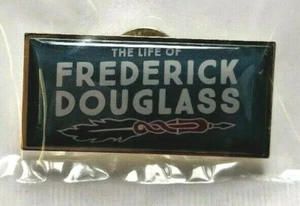 THE LIFE OF
FREDERICK
DOUGLASS